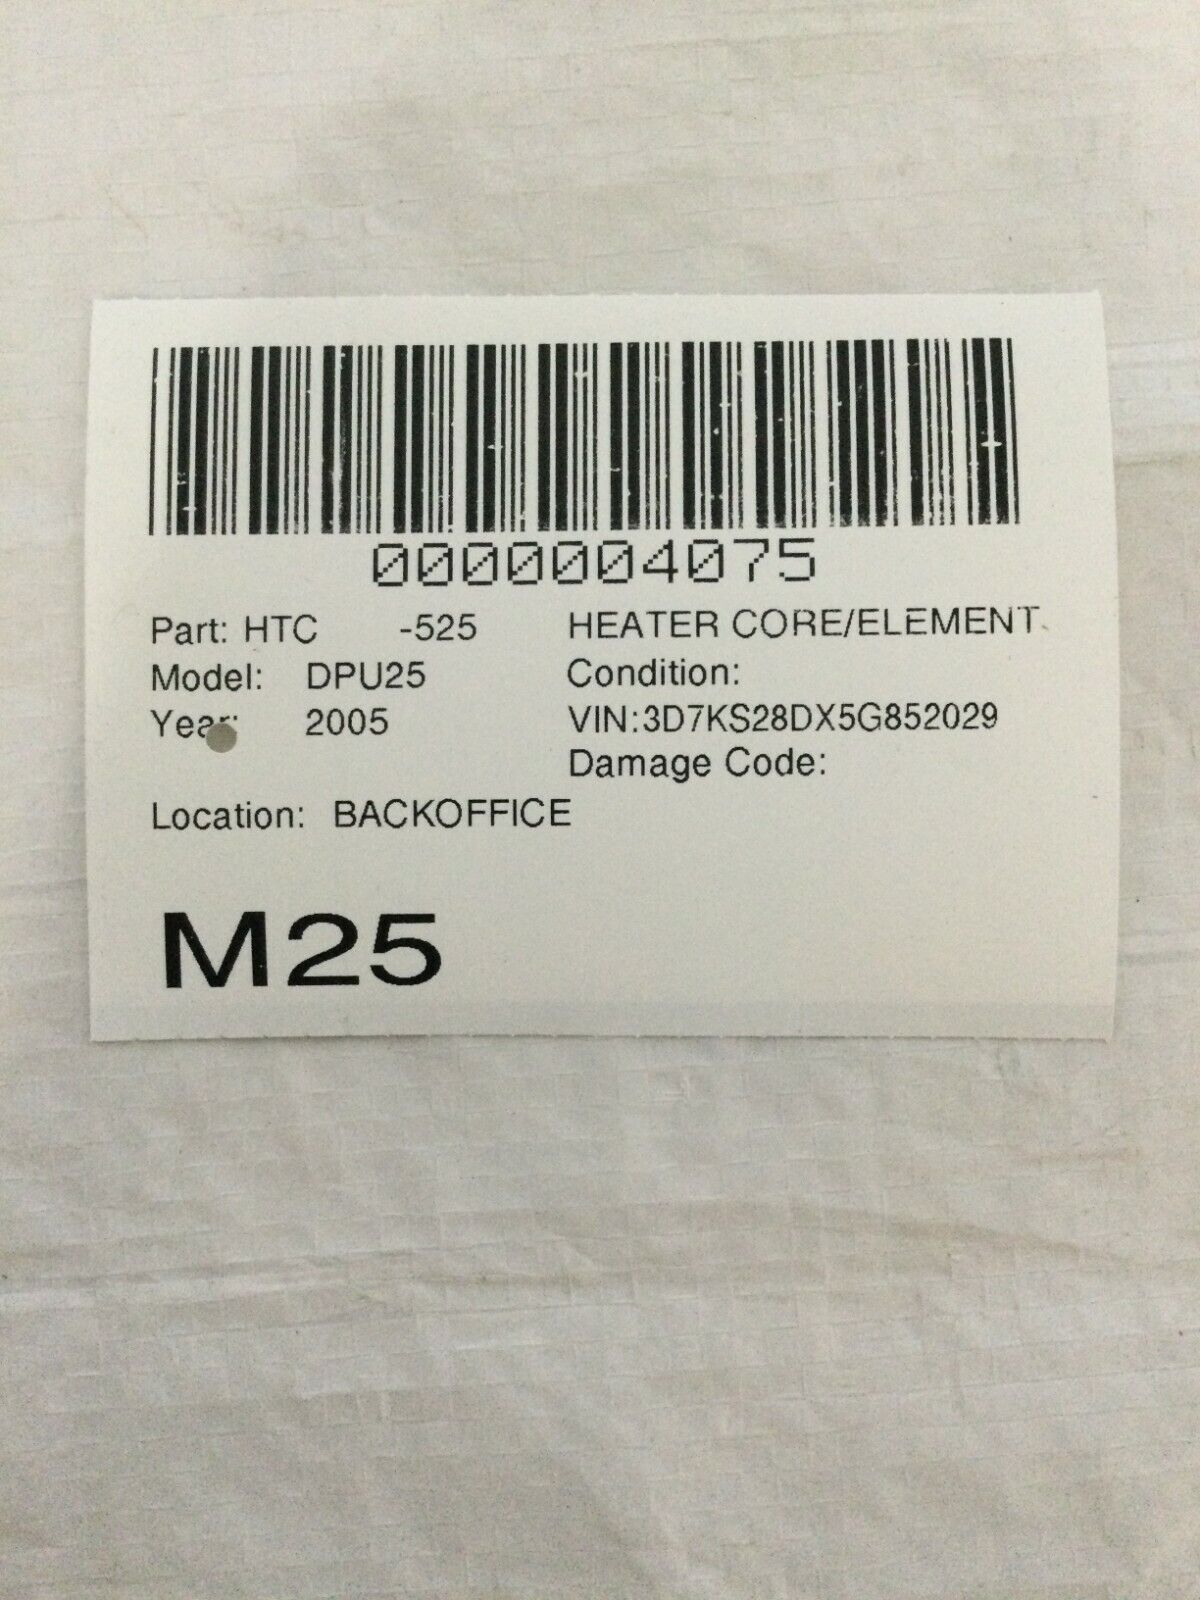 0000004075
Part: HTC -525 HEATER CORE/ELEMENT
Model: DPU25 Condition:
Year: 2005 VIN:3D7KS28DX5G852029
Damage Code:
Location: BACKOFFICE
M25